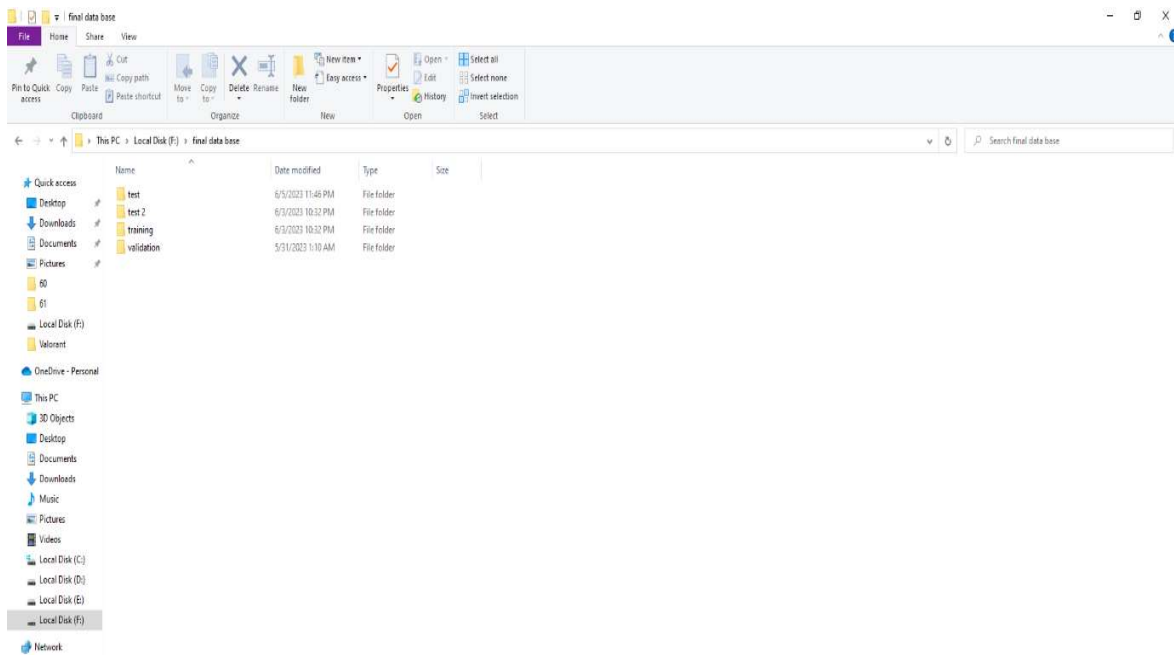 final data base
File Home Share View
Pin to Quick access
Copy
Paste
Cut
Copy path
Paste shortcut
Clipboard
Move to
Copy to
Delete
Rename
Organize
New folder
New item
Easy access
New
Properties
Open
Edit
History
Open
Select all
Select none
Invert selection
Select
This PC > Local Disk (F:) > final data base
Search final data base
Name Date modified Type Size
test 6/5/2023 11:46 PM File folder
test 2 6/3/2023 10:32 PM File folder
training 6/3/2023 10:32 PM File folder
validation 5/31/2023 1:10 AM File folder
Quick access
Desktop
Downloads
Documents
Pictures
60
61
Local Disk (F:)
Valorant
OneDrive - Personal
This PC
3D Objects
Desktop
Documents
Downloads
Music
Pictures
Videos
Local Disk (C:)
Local Disk (D:)
Local Disk (E:)
Local Disk (F:)
Network